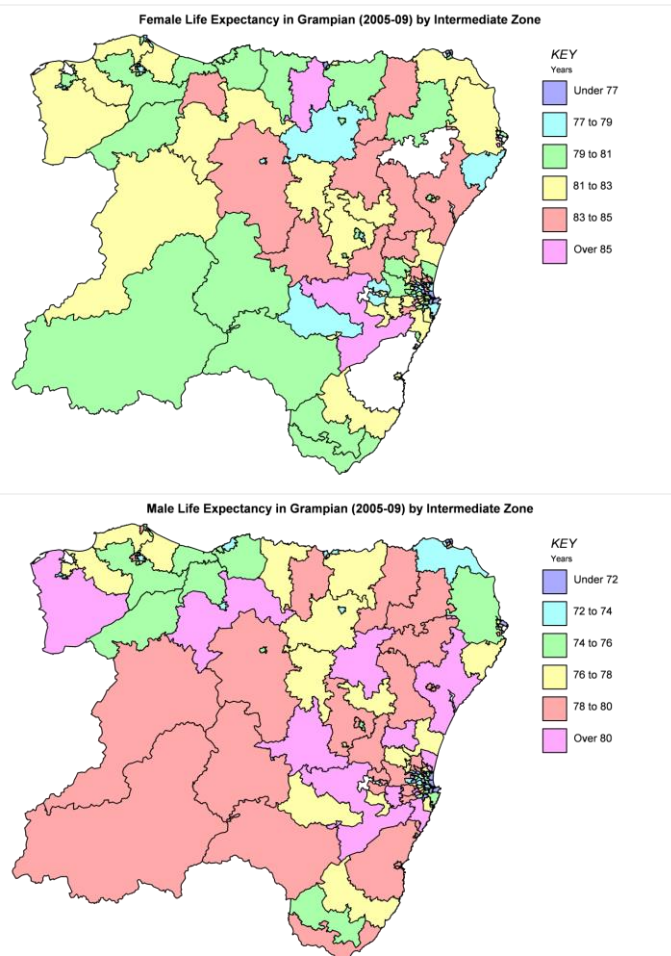 Female Life Expectancy in Grampian (2005-09) by Intermediate Zone
KEY
Years
Under 77
77 to 79
79 to 81
81 to 83
83 to 85
Over 85
Male Life Expectancy in Grampian (2005-09) by Intermediate Zone
KEY
Years
Under 72
72 to 74
74 to 76
76 to 78
78 to 80
Over 80